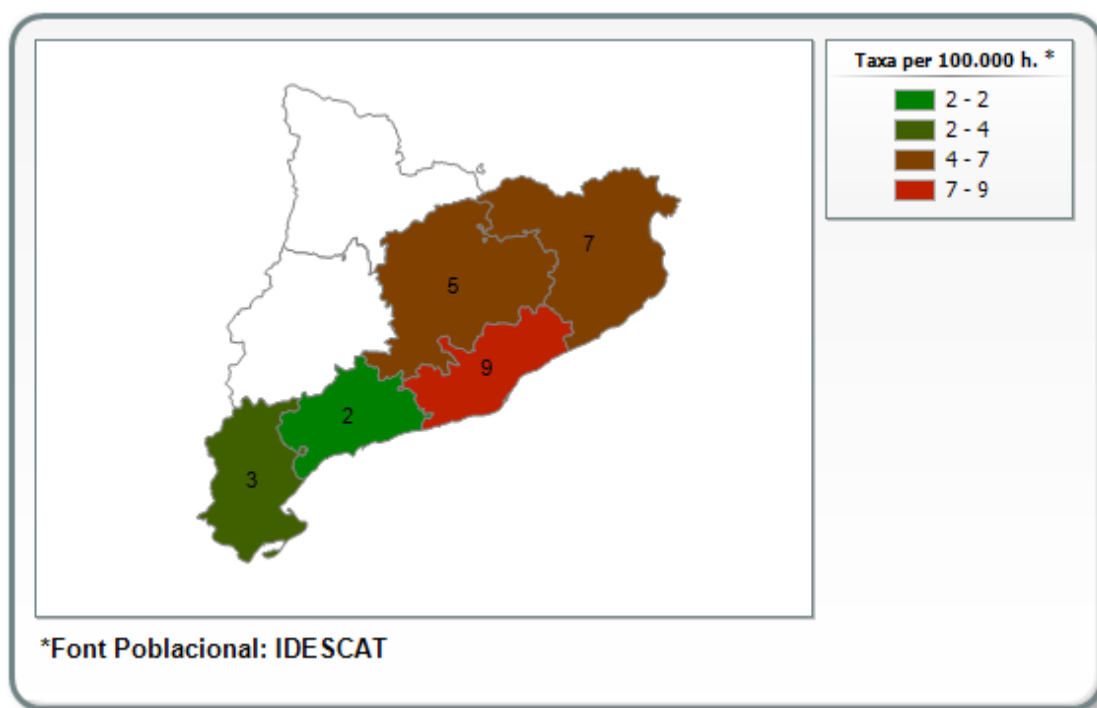 Taxa per 100.000 h. *
2 - 2
2 - 4
4 - 7
7 - 9
7
5
9
2
3
*Font Poblacional: IDESCAT